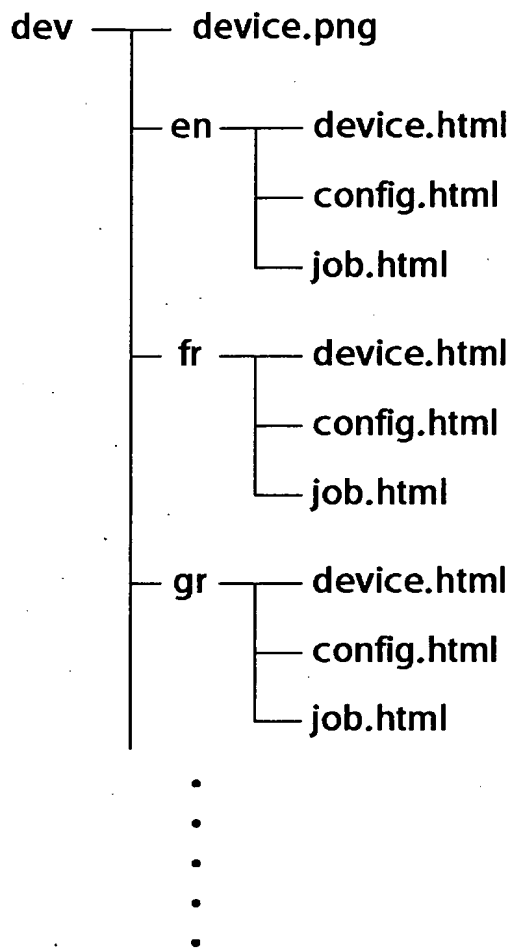 dev device.png
en device.html
config.html
job.html
fr device.html
config.html
job.html
gr device.html
config.html
job.html